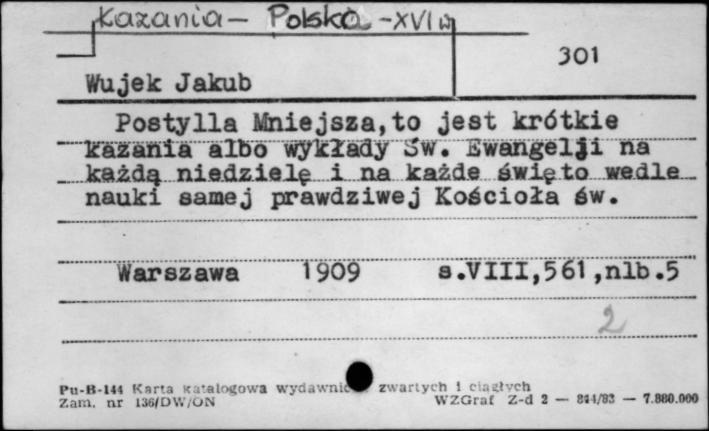 Kazania - Polska - XVI w
301
Wujek Jakub
Postylla Mniejsza, to jest krótkie
kazania albo wykłady Św. Ewangelji na
każdą niedzielę i na każde święto wedle
nauki samej prawdziwej Kościoła św.
Warszawa 1909 s.VIII,561,nlb.5
2
Pu-B-144 Karta katalogowa wydawnic zwartych i ciągłych
Zam. nr 136/DW/ON WZGraf Z-d 2 — 844/83 — 7.880.000